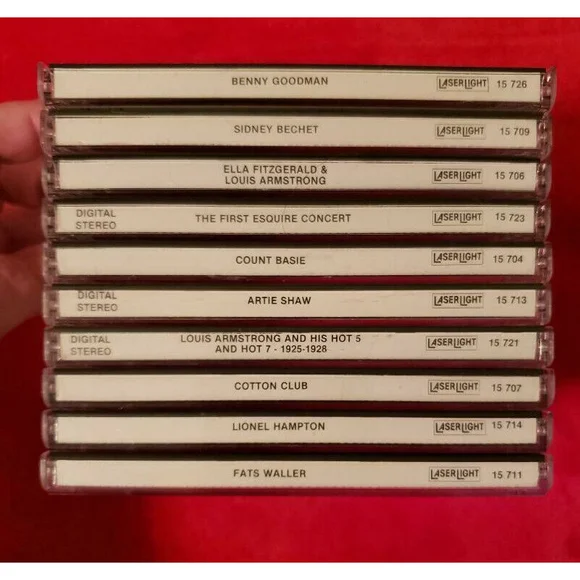 BENNY GOODMAN LASERLIGHT 15 726
SIDNEY BECHET LASERLIGHT 15 709
ELLA FITZGERALD &
LOUIS ARMSTRONG LASERLIGHT 15 706
DIGITAL
STEREO THE FIRST ESQUIRE CONCERT LASERLIGHT 15 723
COUNT BASIE LASERLIGHT 15 704
DIGITAL
STEREO ARTIE SHAW LASERLIGHT 15 713
DIGITAL
STEREO
LOUIS ARMSTRONG AND HIS HOT 5
AND HOT 7 - 1925-1928 LASERLIGHT 15 721
COTTON CLUB LASERLIGHT 15 707
LIONEL HAMPTON LASERLIGHT 15 714
FATS WALLER LASERLIGHT 15 711